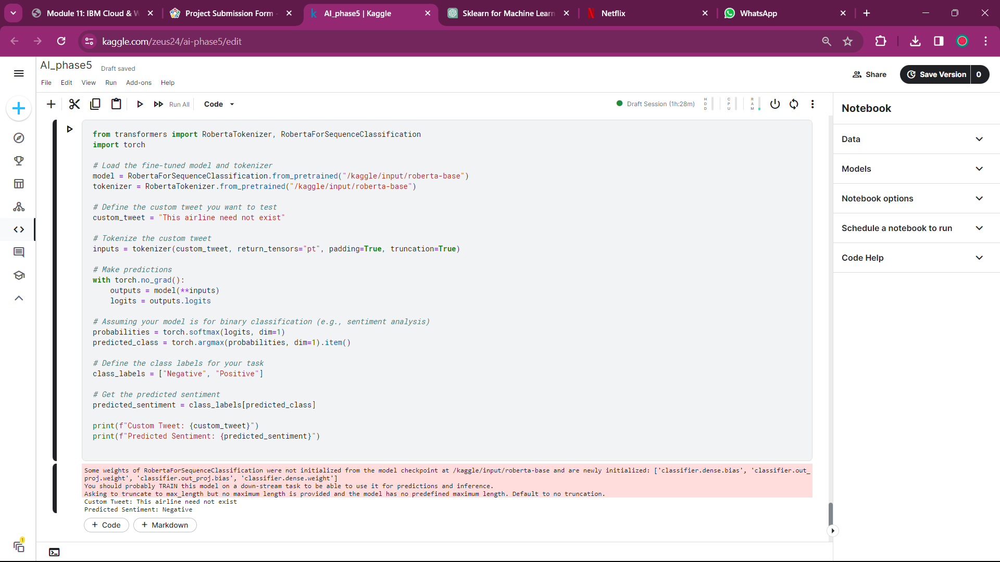 Module 11: IBM Cloud & W
Project Submission Form -
AI_phase5 | Kaggle
Sklearn for Machine Learn
Netflix
WhatsApp
kaggle.com/zeus24/ai-phase5/edit
AI_phase5
Draft saved
File Edit View Run Add-ons Help
Share
Save Version
0
Run All
Code
Draft Session (1h:28m)
HDD
CPU
RAM
from transformers import RobertaTokenizer, RobertaForSequenceClassification
import torch
# Load the fine-tuned model and tokenizer
model = RobertaForSequenceClassification.from_pretrained("/kaggle/input/roberta-base")
tokenizer = RobertaTokenizer.from_pretrained("/kaggle/input/roberta-base")
# Define the custom tweet you want to test
custom_tweet = "This airline need not exist"
# Tokenize the custom tweet
inputs = tokenizer(custom_tweet, return_tensors="pt", padding=True, truncation=True)
# Make predictions
with torch.no_grad():
    outputs = model(**inputs)
    logits = outputs.logits
# Assuming your model is for binary classification (e.g., sentiment analysis)
probabilities = torch.softmax(logits, dim=1)
predicted_class = torch.argmax(probabilities, dim=1).item()
# Define the class labels for your task
class_labels = ["Negative", "Positive"]
# Get the predicted sentiment
predicted_sentiment = class_labels[predicted_class]
print(f"Custom Tweet: {custom_tweet}")
print(f"Predicted Sentiment: {predicted_sentiment}")
Some weights of RobertaForSequenceClassification were not initialized from the model checkpoint at /kaggle/input/roberta-base and are newly initialized: ['classifier.dense.bias', 'classifier.out_
proj.weight', 'classifier.out_proj.bias', 'classifier.dense.weight']
You should probably TRAIN this model on a down-stream task to be able to use it for predictions and inference.
Asking to truncate to max_length but no maximum length is provided and the model has no predefined maximum length. Default to no truncation.
Custom Tweet: This airline need not exist
Predicted Sentiment: Negative
+ Code
+ Markdown
Notebook
Data
Models
Notebook options
Schedule a notebook to run
Code Help
1